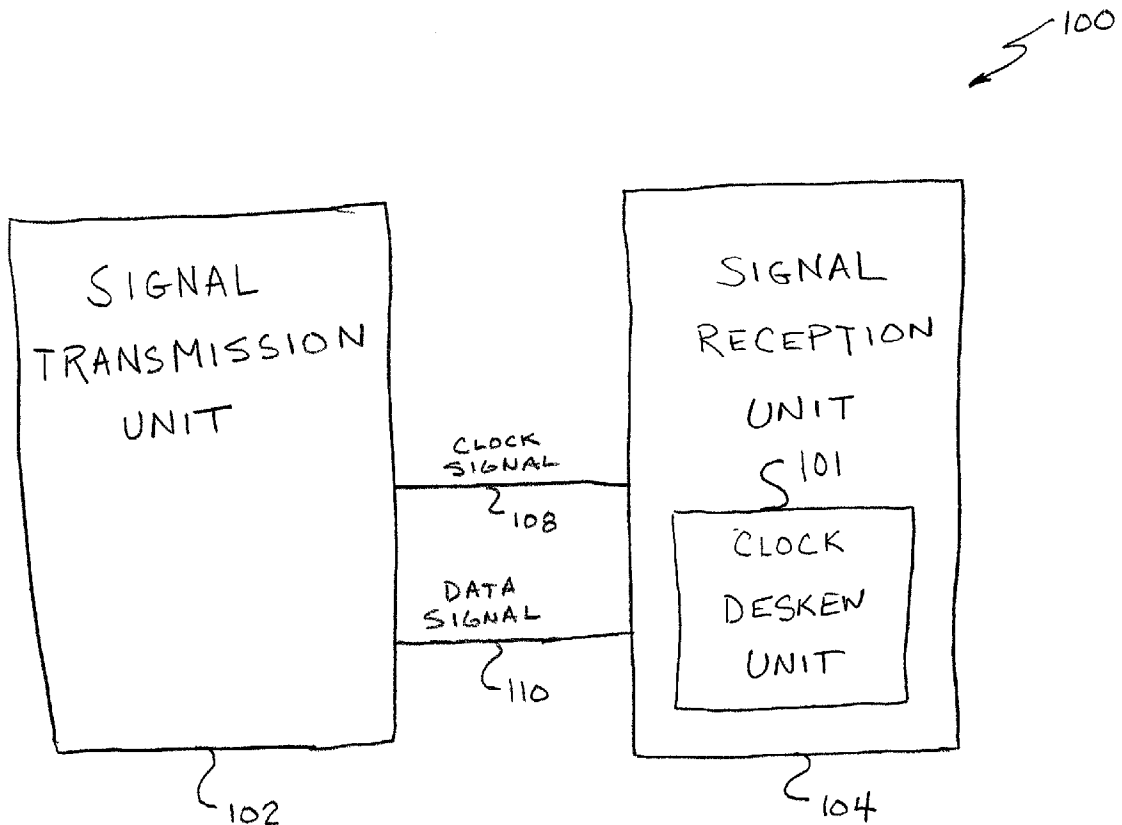 100
SIGNAL
TRANSMISSION
UNIT
102
CLOCK
SIGNAL
108
DATA
SIGNAL
110
SIGNAL
RECEPTION
UNIT
101
CLOCK
DESKEW
UNIT
104